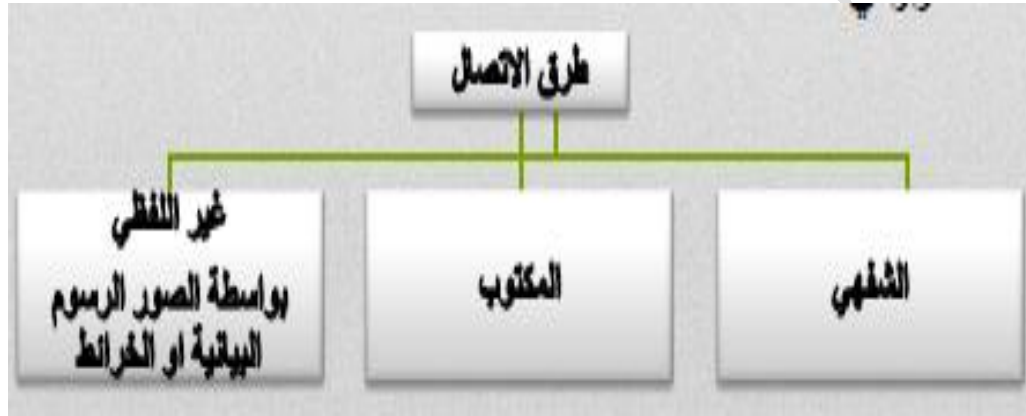 طرق الاتصال
الشفهي
المكتوب
غير اللفظي
بواسطة الصور الرسوم
البيانية او الخرائط